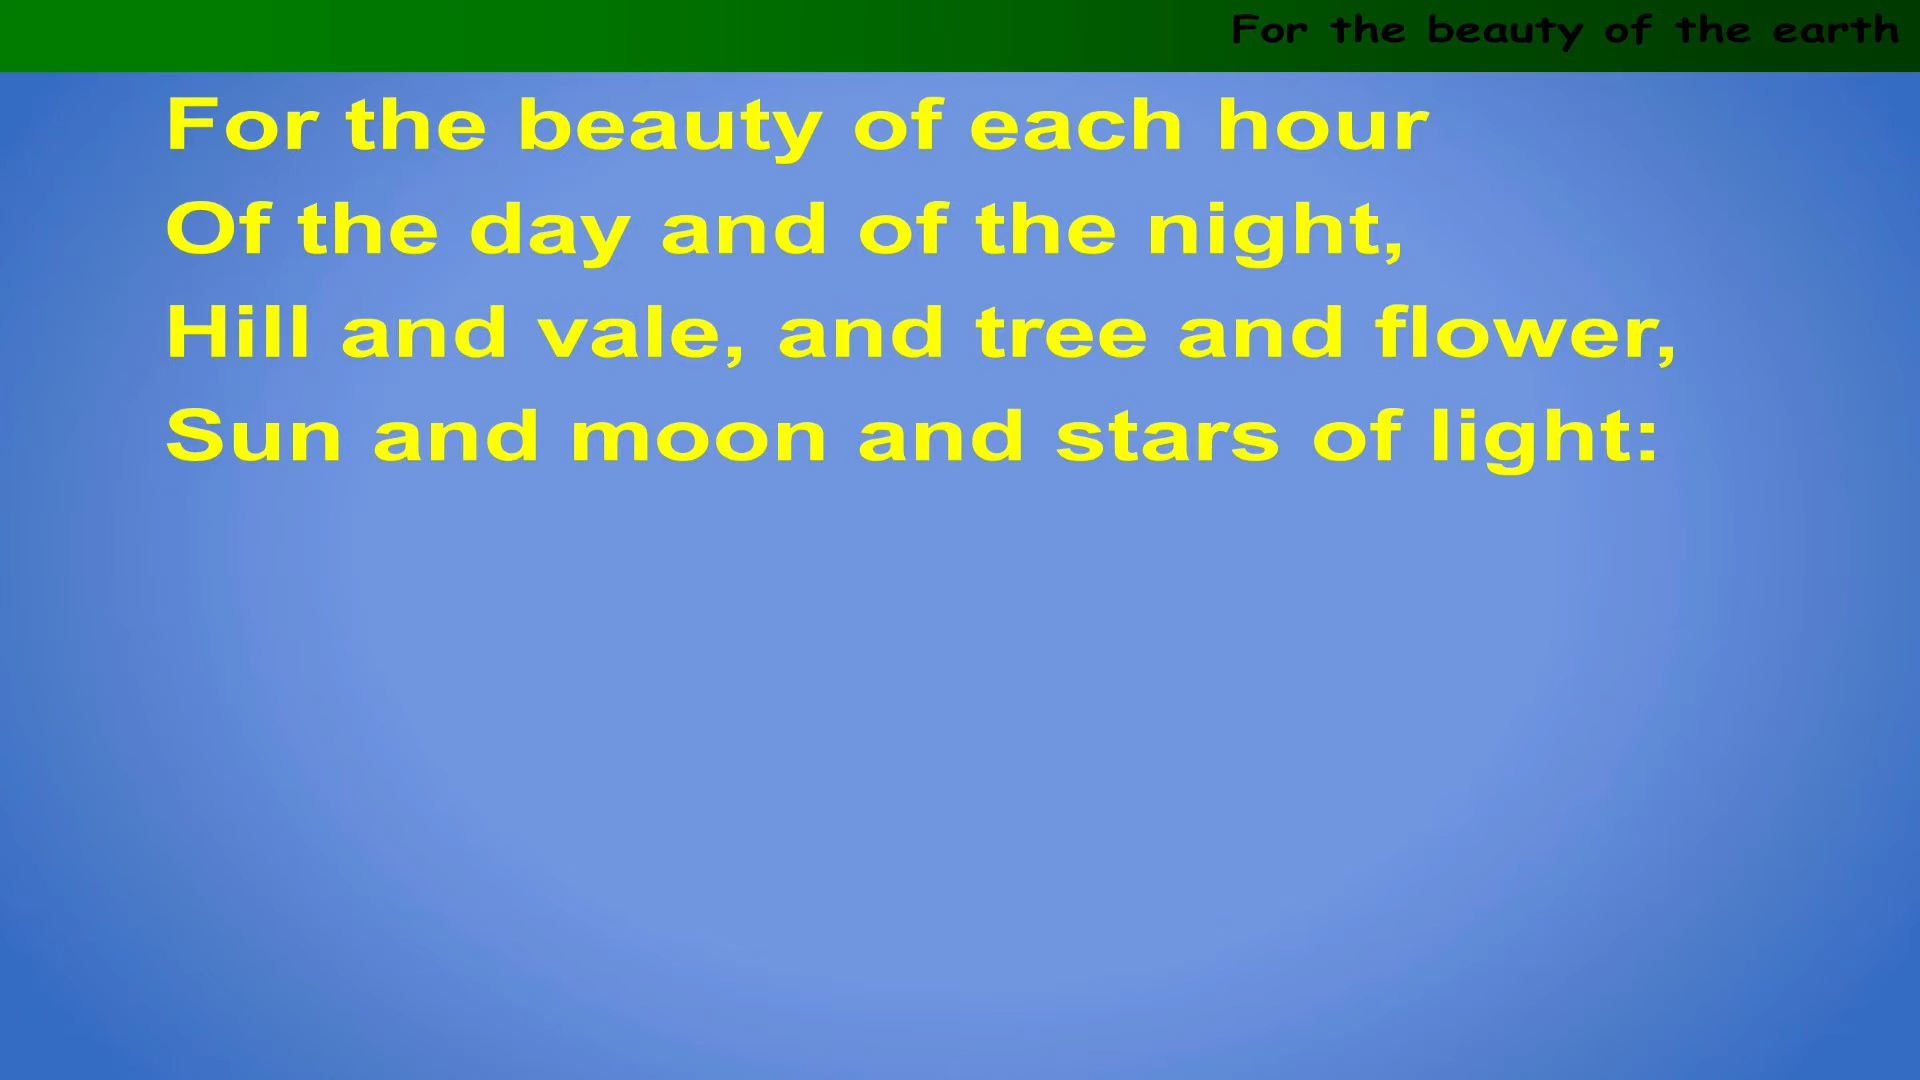 For the beauty of the earth
For the beauty of each hour
Of the day and of the night,
Hill and vale, and tree and flower,
Sun and moon and stars of light: